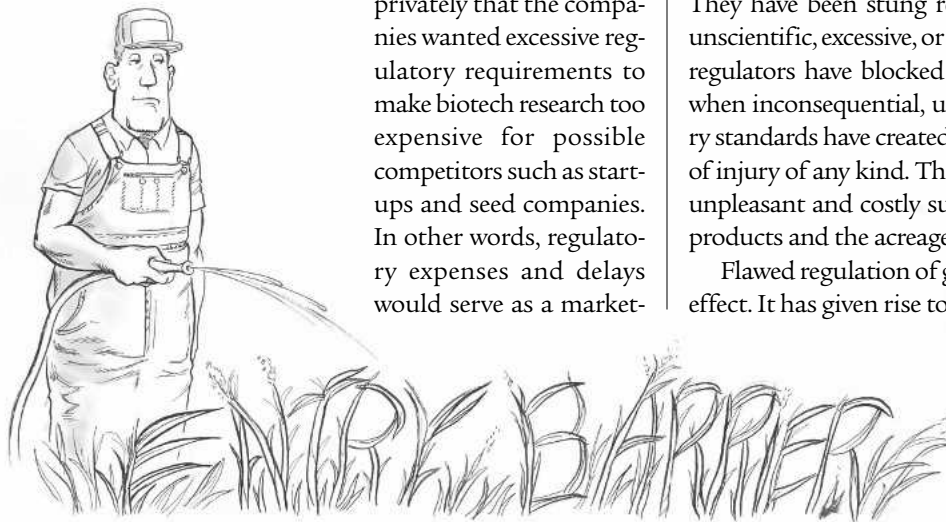 privately that the compa-
nies wanted excessive reg-
ulatory requirements to
make biotech research too
expensive for possible
competitors such as start-
ups and seed companies.
In other words, regulato-
ry expenses and delays
would serve as a market-
They have been stung re
unscientific, excessive, or
regulators have blocked
when inconsequential, u
ry standards have created
of injury of any kind. Th
unpleasant and costly su
products and the acreage
Flawed regulation of g
effect. It has given rise to
ENTRY BARRIER